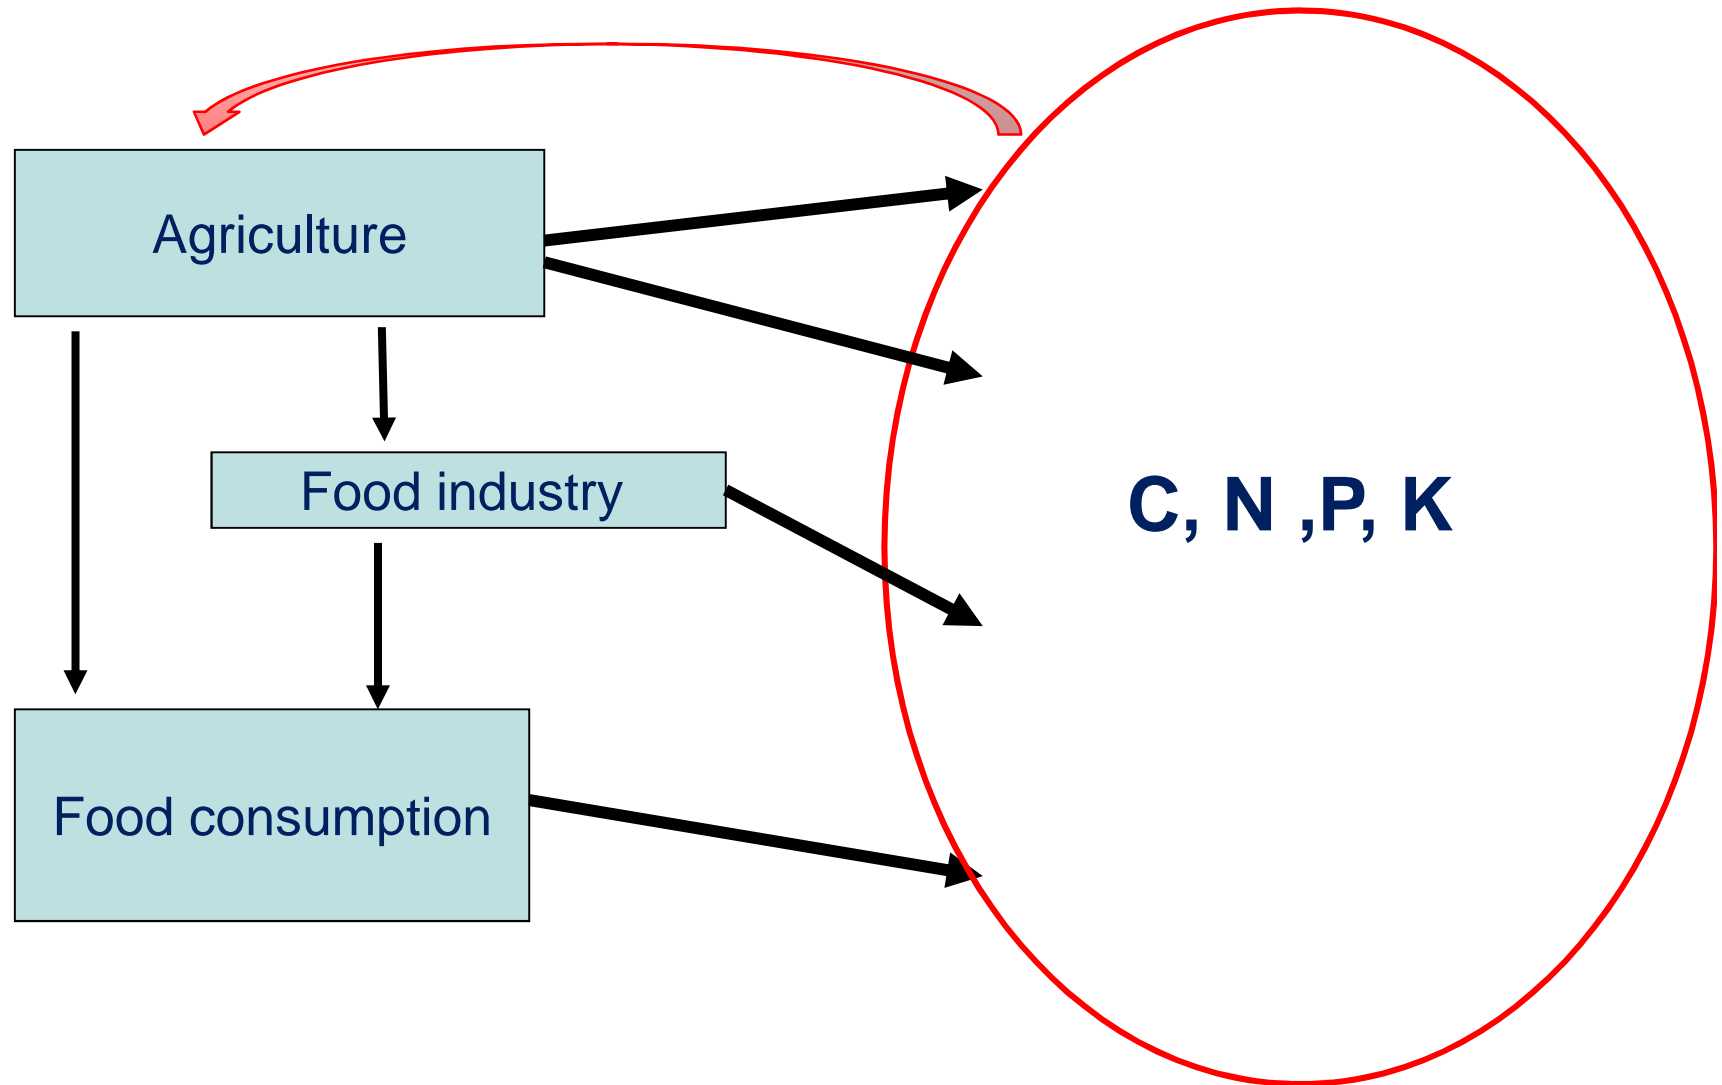 Agriculture
Food industry
C, N ,P, K
Food consumption